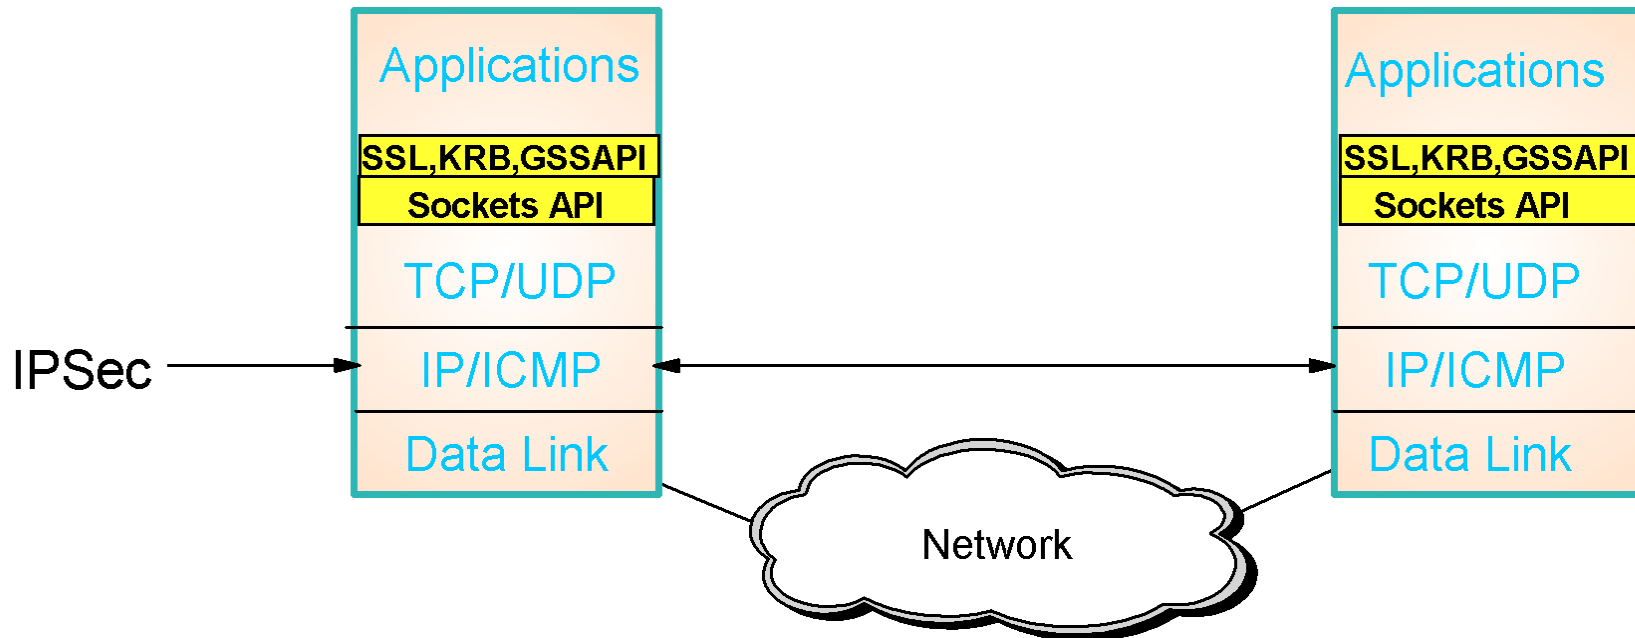 Applications
SSL,KRB,GSSAPI
Sockets API
TCP/UDP
IPSec
IP/ICMP
Data Link
Network
Applications
SSL,KRB,GSSAPI
Sockets API
TCP/UDP
IP/ICMP
Data Link